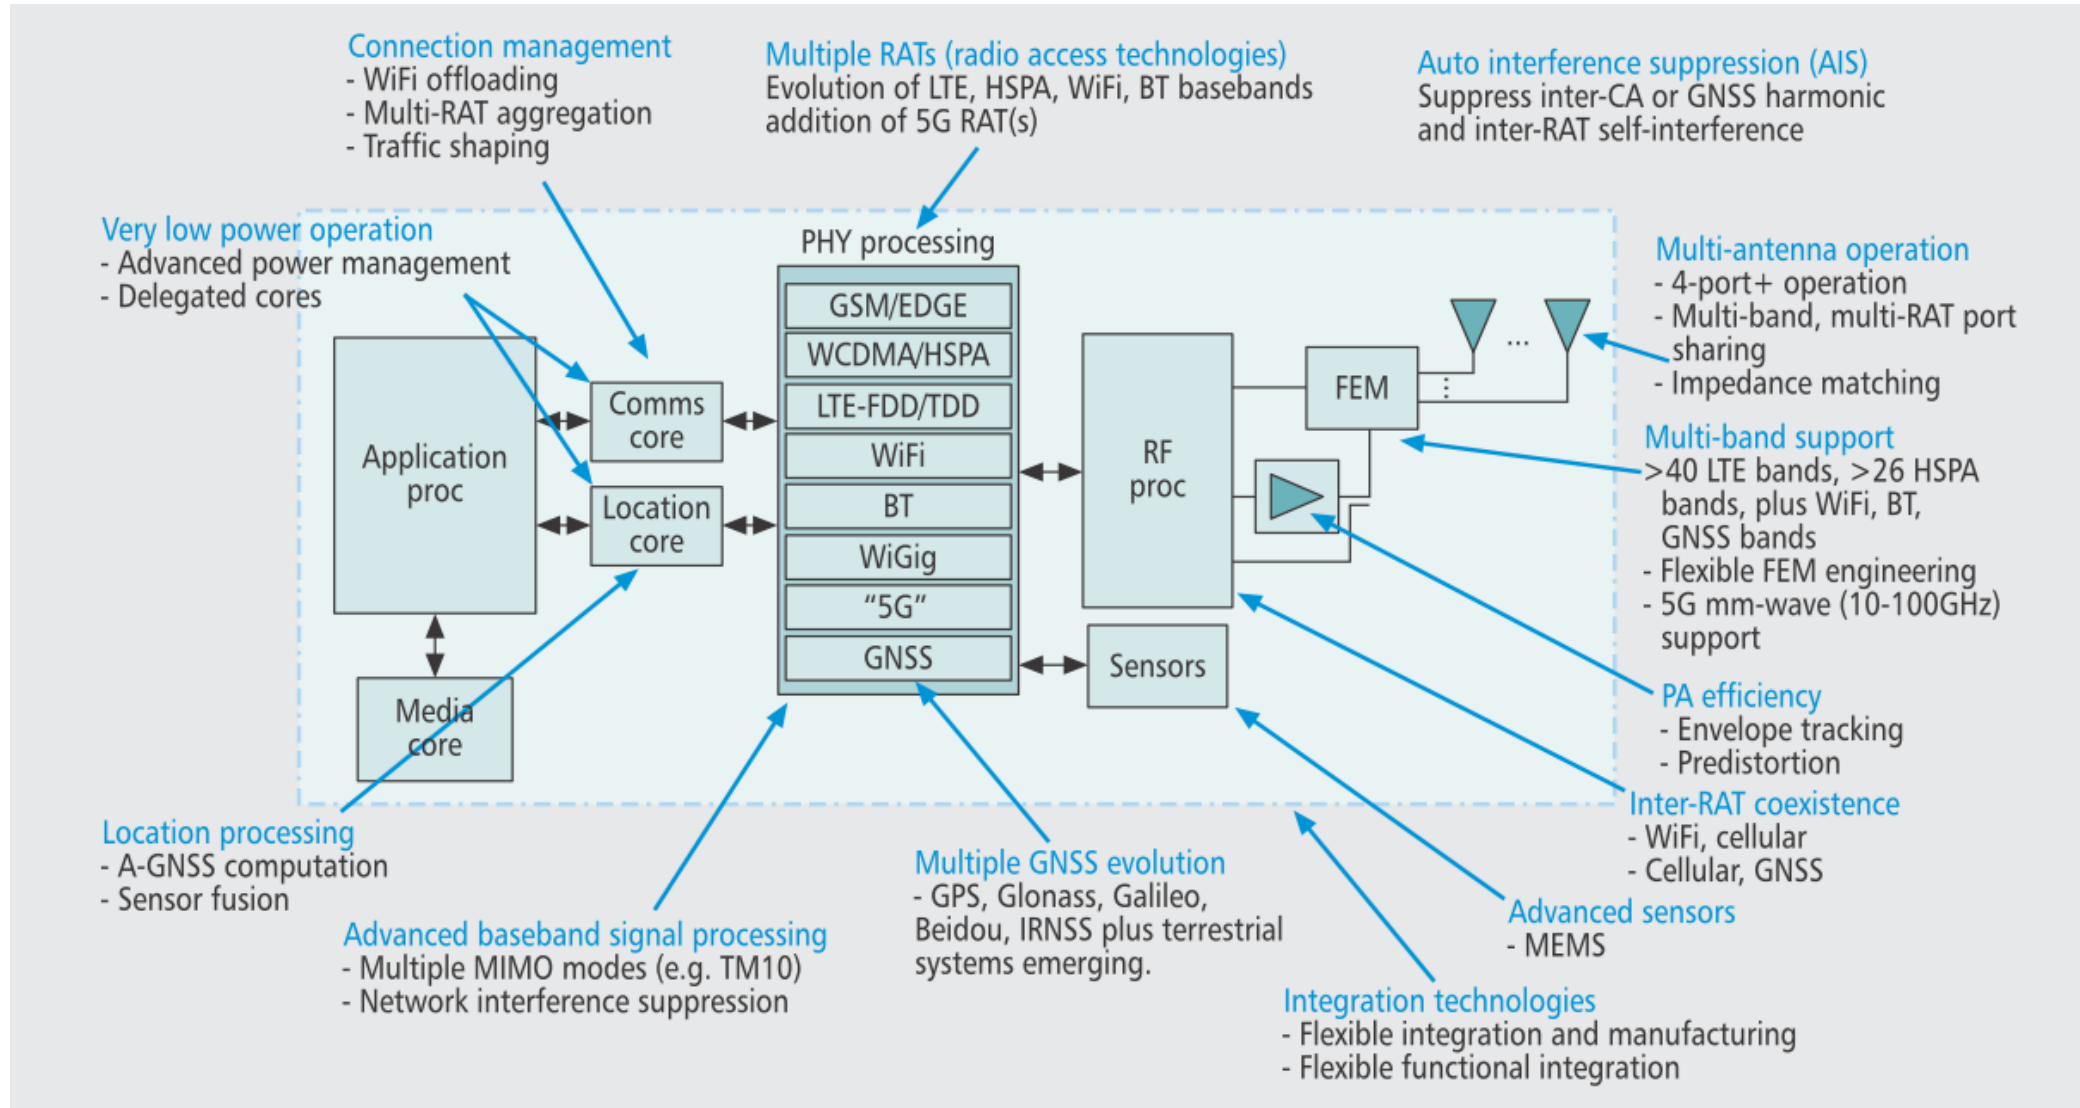 Connection management
- WiFi offloading
- Multi-RAT aggregation
- Traffic shaping
Multiple RATs (radio access technologies)
Evolution of LTE, HSPA, WiFi, BT basebands
addition of 5G RAT(s)
Auto interference suppression (AIS)
Suppress inter-CA or GNSS harmonic
and inter-RAT self-interference
Very low power operation
- Advanced power management
- Delegated cores
PHY processing
GSM/EDGE
WCDMA/HSPA
LTE-FDD/TDD
WiFi
BT
WiGig
“5G”
GNSS
Application
proc
Comms
core
Location
core
Media
core
RF
proc
Sensors
FEM
...
...
Multi-antenna operation
- 4-port+ operation
- Multi-band, multi-RAT port
sharing
- Impedance matching
Multi-band support
>40 LTE bands, >26 HSPA
bands, plus WiFi, BT,
GNSS bands
- Flexible FEM engineering
- 5G mm-wave (10-100GHz)
support
PA efficiency
- Envelope tracking
- Predistortion
Inter-RAT coexistence
- WiFi, cellular
- Cellular, GNSS
Location processing
- A-GNSS computation
- Sensor fusion
Advanced baseband signal processing
- Multiple MIMO modes (e.g. TM10)
- Network interference suppression
Multiple GNSS evolution
- GPS, Glonass, Galileo,
Beidou, IRNSS plus terrestrial
systems emerging.
Advanced sensors
- MEMS
Integration technologies
- Flexible integration and manufacturing
- Flexible functional integration